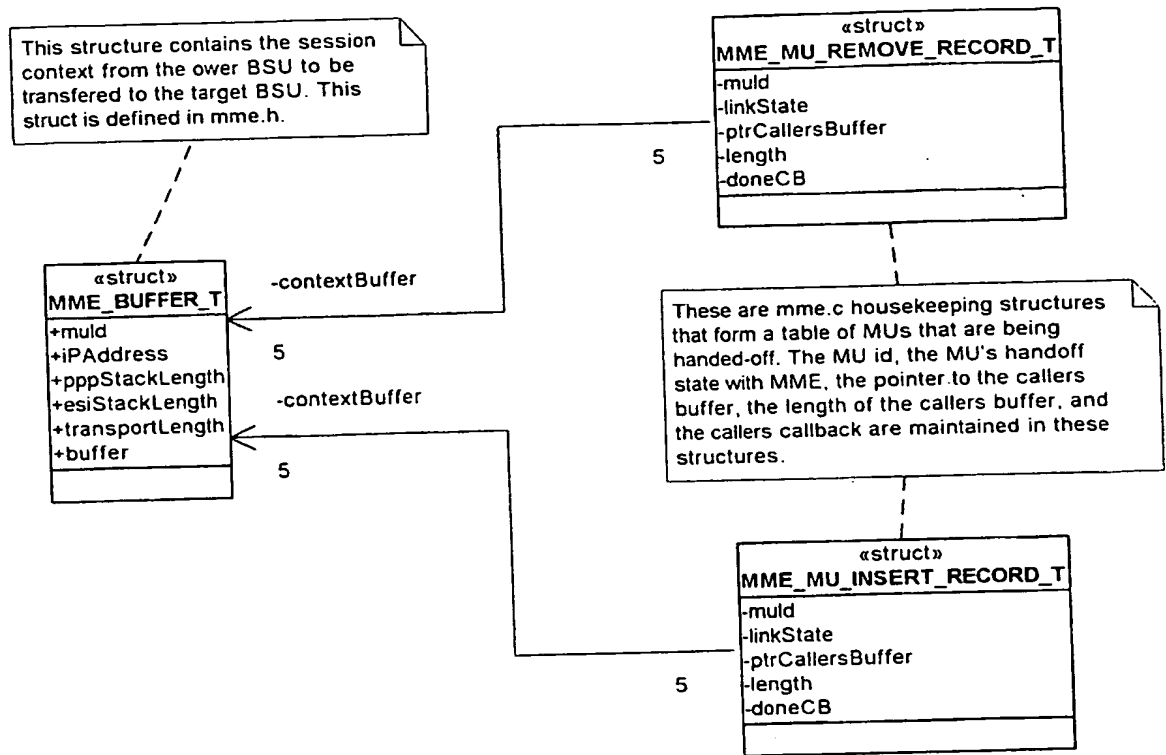 This structure contains the session
context from the ower BSU to be
transfered to the target BSU. This
struct is defined in mme.h.
«struct»
MME_MU_REMOVE_RECORD_T
-muId
-linkState
-ptrCallersBuffer
-length
-doneCB
5
«struct»
MME_BUFFER_T
+muId
+iPAddress
+pppStackLength
+esiStackLength
+transportLength
+buffer
-contextBuffer
5
-contextBuffer
5
These are mme.c housekeeping structures
that form a table of MUs that are being
handed-off. The MU id, the MU's handoff
state with MME, the pointer to the callers
buffer, the length of the callers buffer, and
the callers callback are maintained in these
structures.
«struct»
MME_MU_INSERT_RECORD_T
-muId
-linkState
-ptrCallersBuffer
-length
-doneCB
5